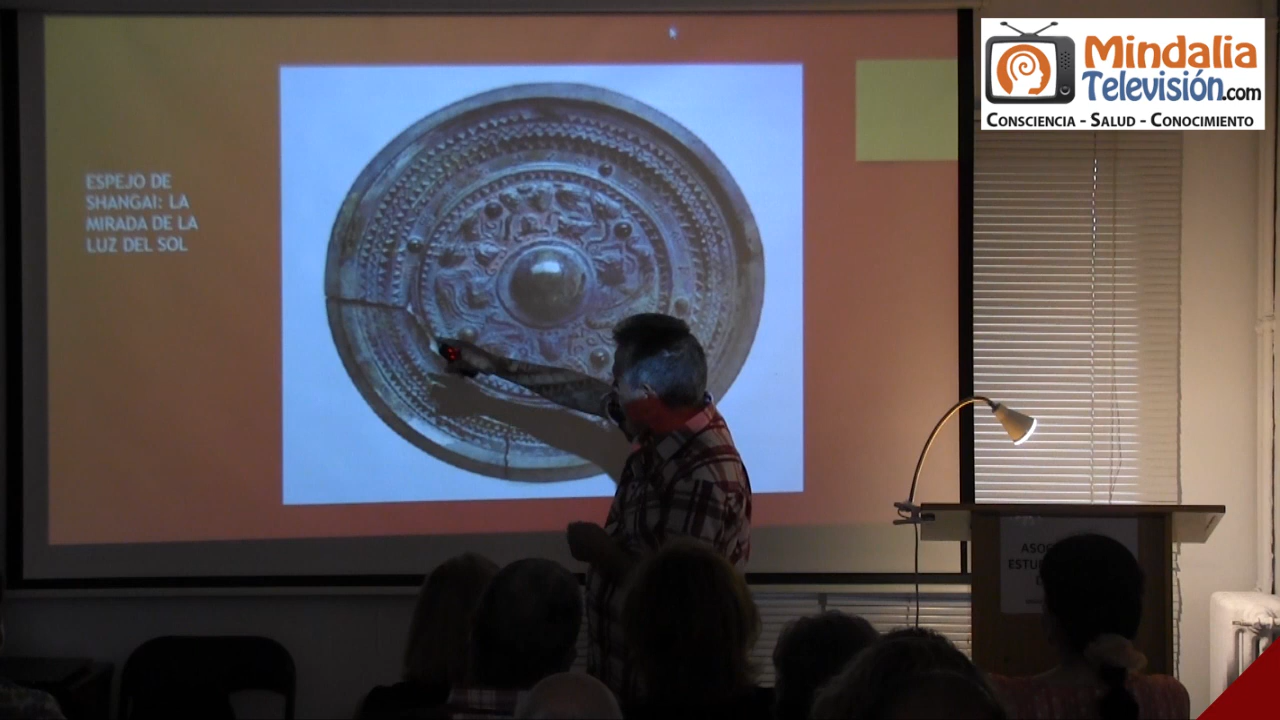 ESPEJO DE
SHANGAI: LA
MIRADA DE LA
LUZ DEL SOL
Mindalia
Televisión.com
CONSCIENCIA - SALUD - CONOCIMIENTO